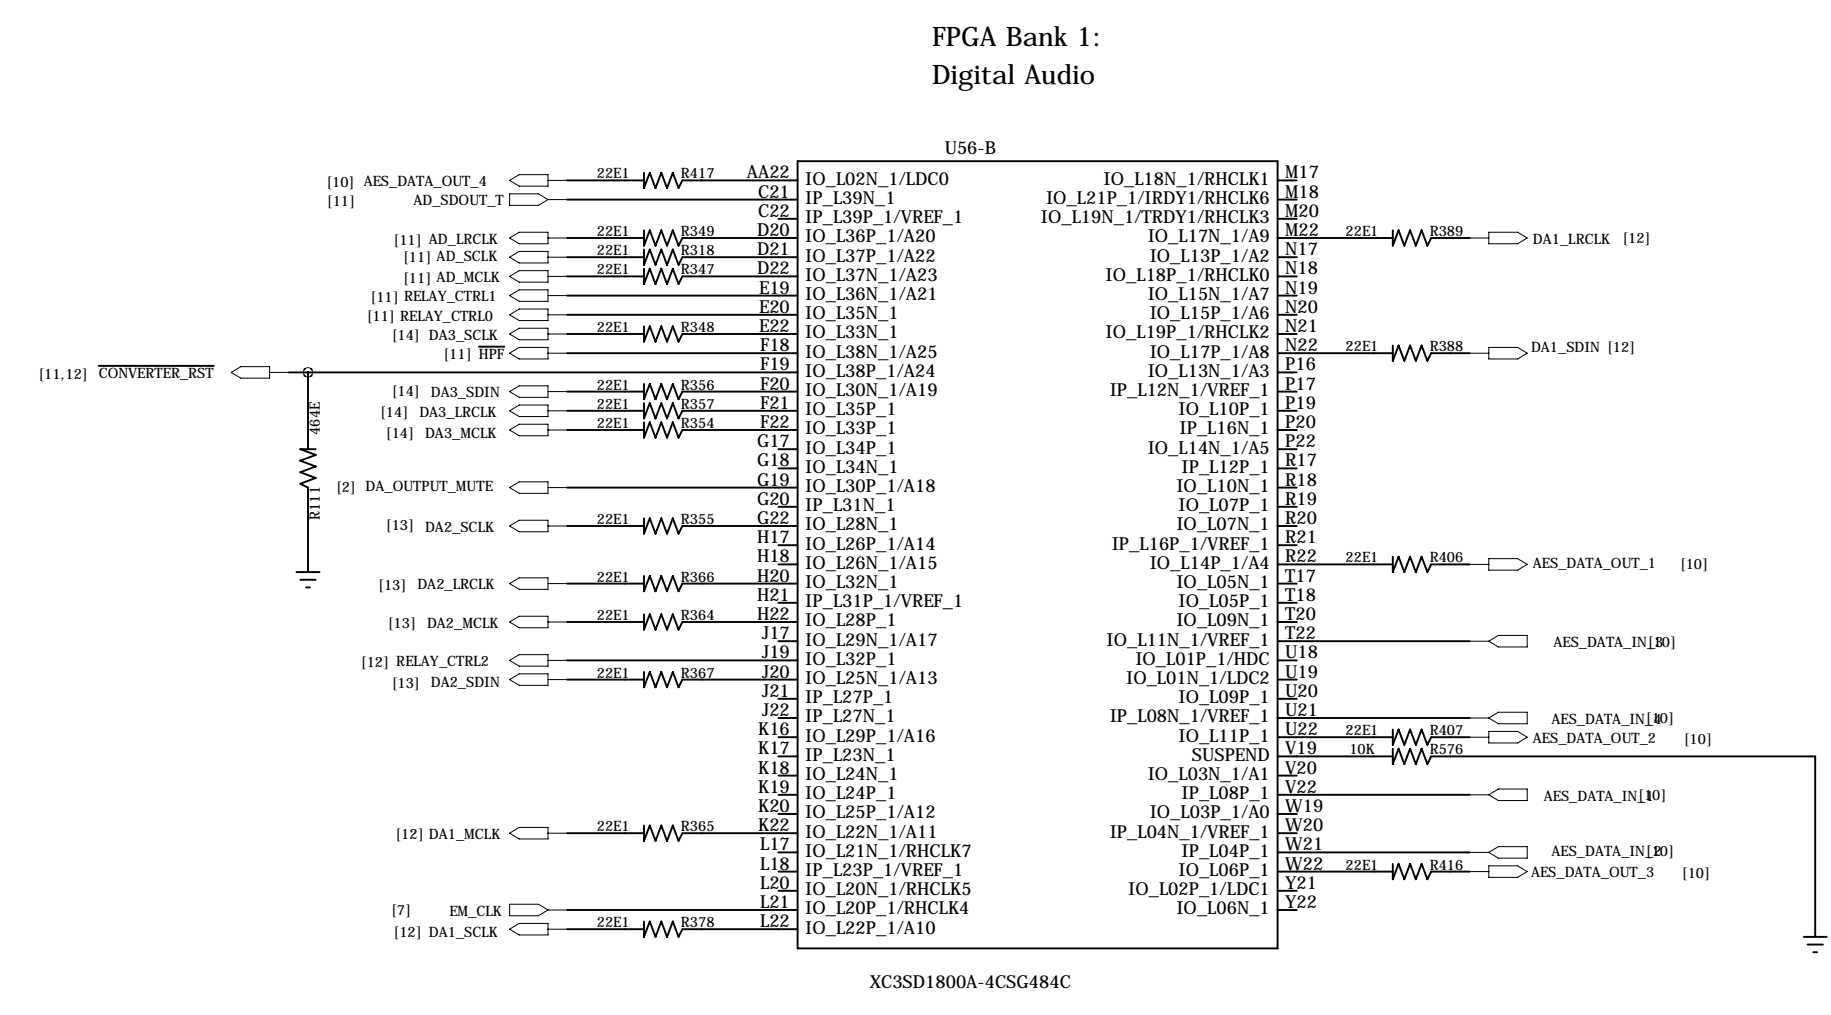 FPGA Bank 1:
Digital Audio
U56-B
[10] AES_DATA_OUT_4 22E1 R417 AA22 IO_L02N_1/LDC0
[11] AD_SDOUT_T C21 IP_L39N_1
C22 IP_L39P_1/VREF_1
[11] AD_LRCLK 22E1 R349 D20 IO_L36P_1/A20
[11] AD_SCLK 22E1 R318 D21 IO_L37P_1/A22
[11] AD_MCLK 22E1 R347 D22 IO_L37N_1/A23
[11] RELAY_CTRL1 E19 IO_L36N_1/A21
[11] RELAY_CTRL0 E20 IO_L35N_1
[14] DA3_SCLK 22E1 R348 E22 IO_L33N_1
[11] HPF F18 IO_L38N_1/A25
[11,12] CONVERTER_RST F19 IO_L38P_1/A24
[14] DA3_SDIN 22E1 R356 F20 IO_L30N_1/A19
[14] DA3_LRCLK 22E1 R357 F21 IO_L35P_1
[14] DA3_MCLK 22E1 R354 F22 IO_L33P_1
464E
R111
G17 IO_L34P_1
G18 IO_L34N_1
[2] DA_OUTPUT_MUTE G19 IO_L30P_1/A18
G20 IP_L31N_1
[13] DA2_SCLK 22E1 R355 G22 IO_L28N_1
H17 IO_L26P_1/A14
H18 IO_L26N_1/A15
[13] DA2_LRCLK 22E1 R366 H20 IO_L32N_1
H21 IP_L31P_1/VREF_1
[13] DA2_MCLK 22E1 R364 H22 IO_L28P_1
J17 IO_L29N_1/A17
[12] RELAY_CTRL2 J19 IO_L32P_1
[13] DA2_SDIN 22E1 R367 J20 IO_L25N_1/A13
J21 IP_L27P_1
J22 IP_L27N_1
K16 IO_L29P_1/A16
K17 IP_L23N_1
K18 IO_L24N_1
K19 IO_L24P_1
K20 IO_L25P_1/A12
[12] DA1_MCLK 22E1 R365 K22 IO_L22N_1/A11
L17 IO_L21N_1/RHCLK7
L18 IP_L23P_1/VREF_1
L20 IO_L20N_1/RHCLK5
[7] EM_CLK L21 IO_L20P_1/RHCLK4
[12] DA1_SCLK 22E1 R378 L22 IO_L22P_1/A10
IO_L18N_1/RHCLK1 M17
IO_L21P_1/IRDY1/RHCLK6 M18
IO_L19N_1/TRDY1/RHCLK3 M20
IO_L17N_1/A9 M22 22E1 R389 DA1_LRCLK [12]
IO_L13P_1/A2 N17
IO_L18P_1/RHCLK0 N18
IO_L15N_1/A7 N19
IO_L15P_1/A6 N20
IO_L19P_1/RHCLK2 N21
IO_L17P_1/A8 N22 22E1 R388 DA1_SDIN [12]
IO_L13N_1/A3 P16
IP_L12N_1/VREF_1 P17
IO_L10P_1 P19
IP_L16N_1 P20
IO_L14N_1/A5 P22
IP_L12P_1 R17
IO_L10N_1 R18
IO_L07P_1 R19
IO_L07N_1 R20
IP_L16P_1/VREF_1 R21
IO_L14P_1/A4 R22 22E1 R406 AES_DATA_OUT_1 [10]
IO_L05N_1 T17
IO_L05P_1 T18
IO_L09N_1 T20
IO_L11N_1/VREF_1 T22 AES_DATA_IN_3 [10]
IO_L01P_1/HDC U18
IO_L01N_1/LDC2 U19
IO_L09P_1 U20
IP_L08N_1/VREF_1 U21 AES_DATA_IN_4 [10]
IO_L11P_1 U22 22E1 R407 AES_DATA_OUT_2 [10]
SUSPEND V19 10K R576
IO_L03N_1/A1 V20
IP_L08P_1 V22 AES_DATA_IN_1 [10]
IO_L03P_1/A0 W19
IP_L04N_1/VREF_1 W20
IP_L04P_1 W21 AES_DATA_IN_2 [10]
IO_L06P_1 W22 22E1 R416 AES_DATA_OUT_3 [10]
IO_L02P_1/LDC1 Y21
IO_L06N_1 Y22
XC3SD1800A-4CSG484C